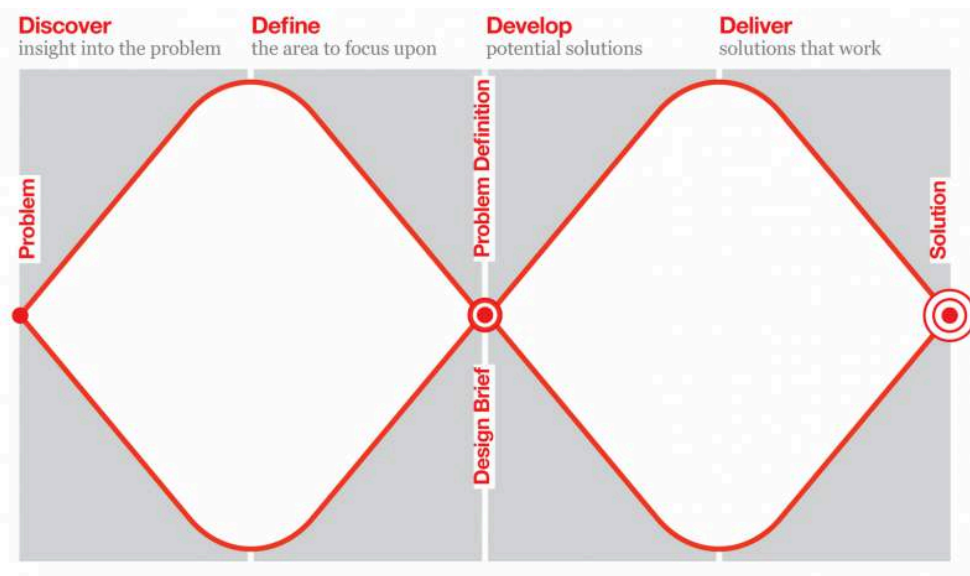 Discover
insight into the problem
Define
the area to focus upon
Develop
potential solutions
Deliver
solutions that work
Problem
Problem Definition
Design Brief
Solution